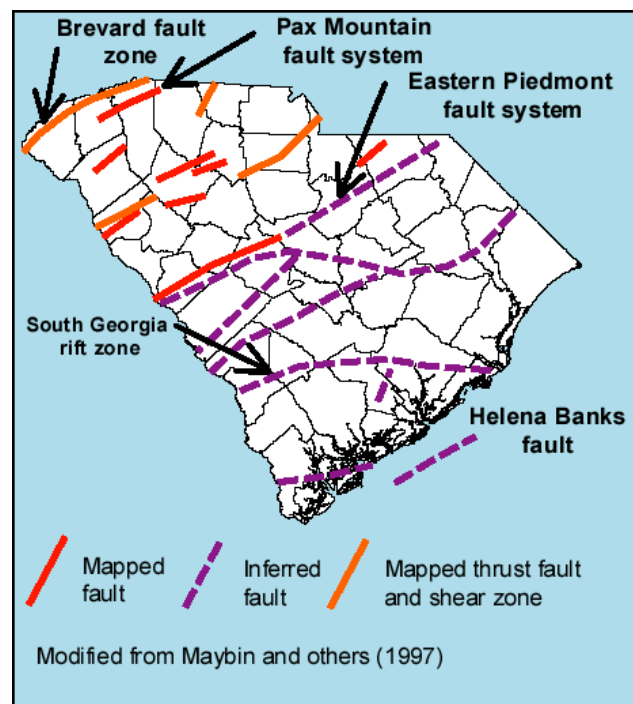 Brevard fault
zone
Pax Mountain
fault system
Eastern Piedmont
fault system
South Georgia
rift zone
Helena Banks
fault
Mapped
fault
Inferred
fault
Mapped thrust fault
and shear zone
Modified from Maybin and others (1997)